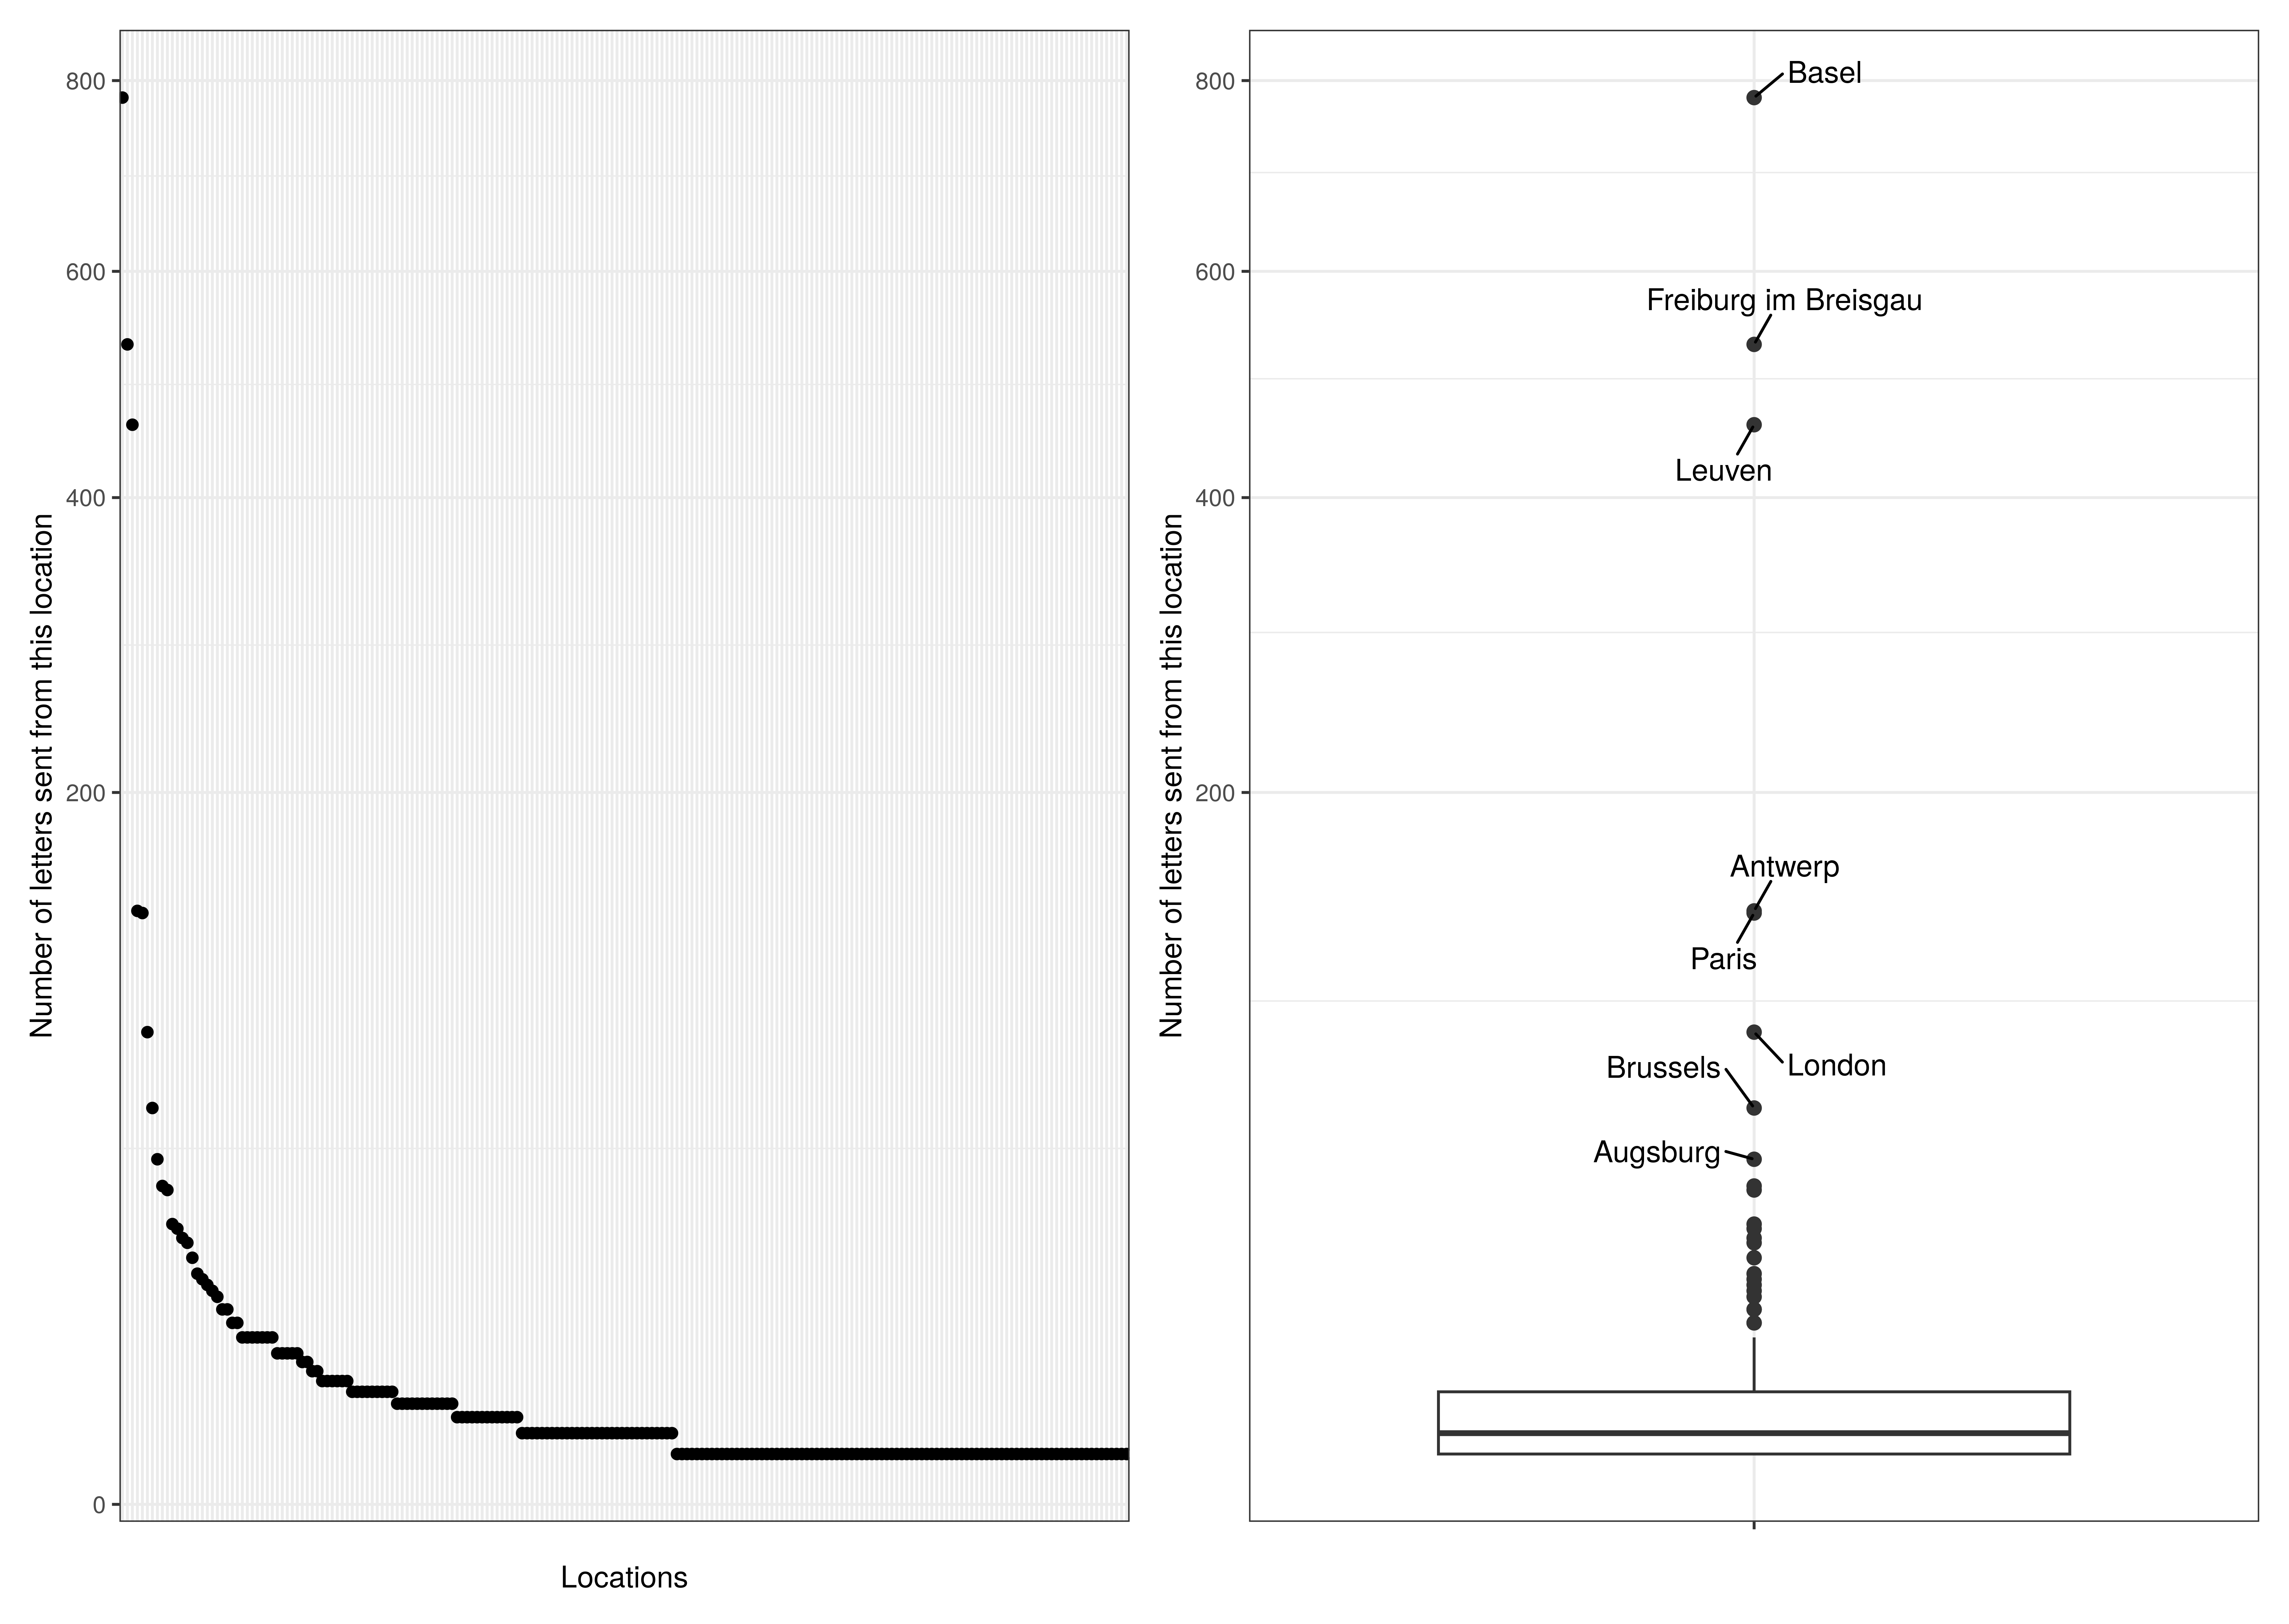 Number of letters sent from this location
800
600
400
200
0
Locations
Number of letters sent from this location
800
600
400
200
Basel
Freiburg im Breisgau
Leuven
Antwerp
Paris
London
Brussels
Augsburg